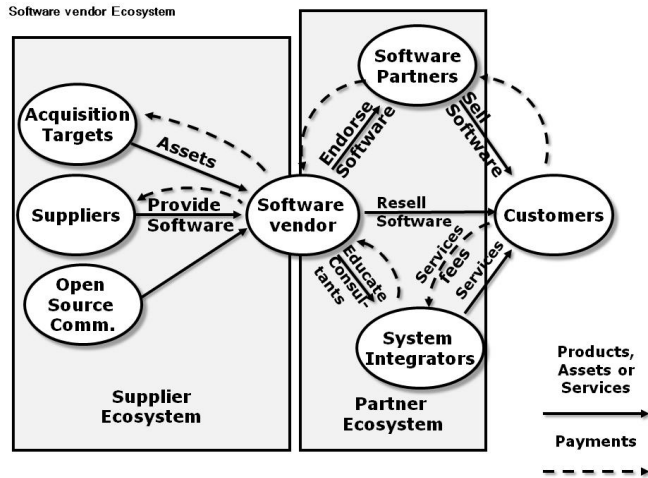 Software vendor Ecosystem
Software
Partners
Acquisition
Targets
Assets
Endorse
Software
Sell
Software
Suppliers
Provide
Software
Software
vendor
Resell
Software
Customers
Open
Source
Comm.
Educate
Consul-
tants
Services
fees
Services
System
Integrators
Supplier
Ecosystem
Partner
Ecosystem
Products,
Assets or
Services
Payments